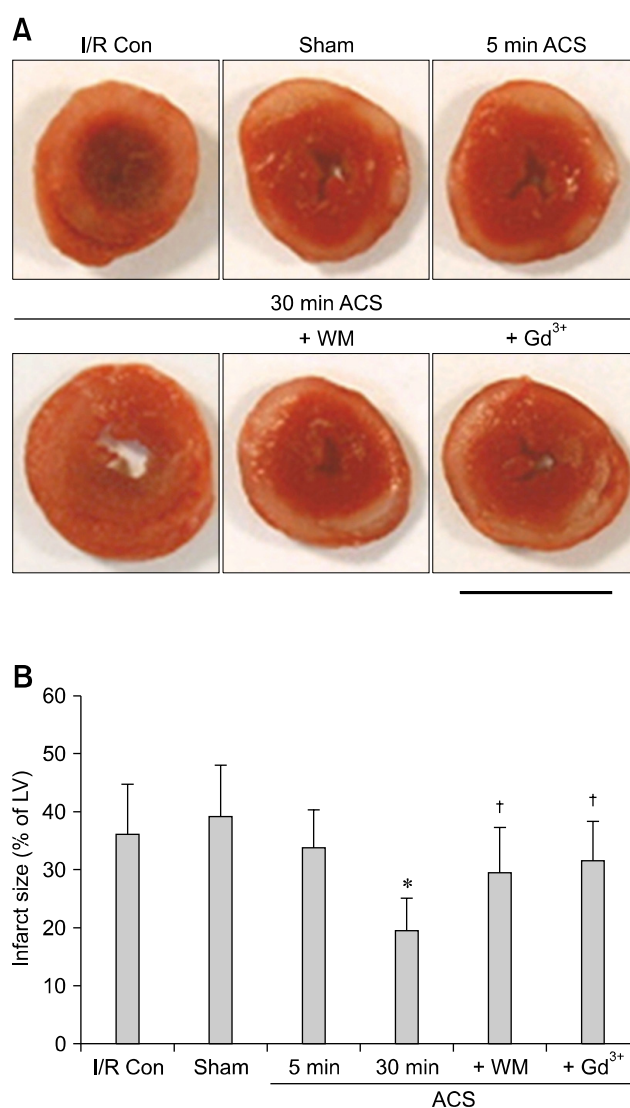 A
I/R Con Sham 5 min ACS
30 min ACS
+ WM + Gd³⁺
B
Infarct size (% of LV)
60
50
40
30
20
10
0
* † †
I/R Con Sham 5 min 30 min + WM + Gd³⁺
ACS